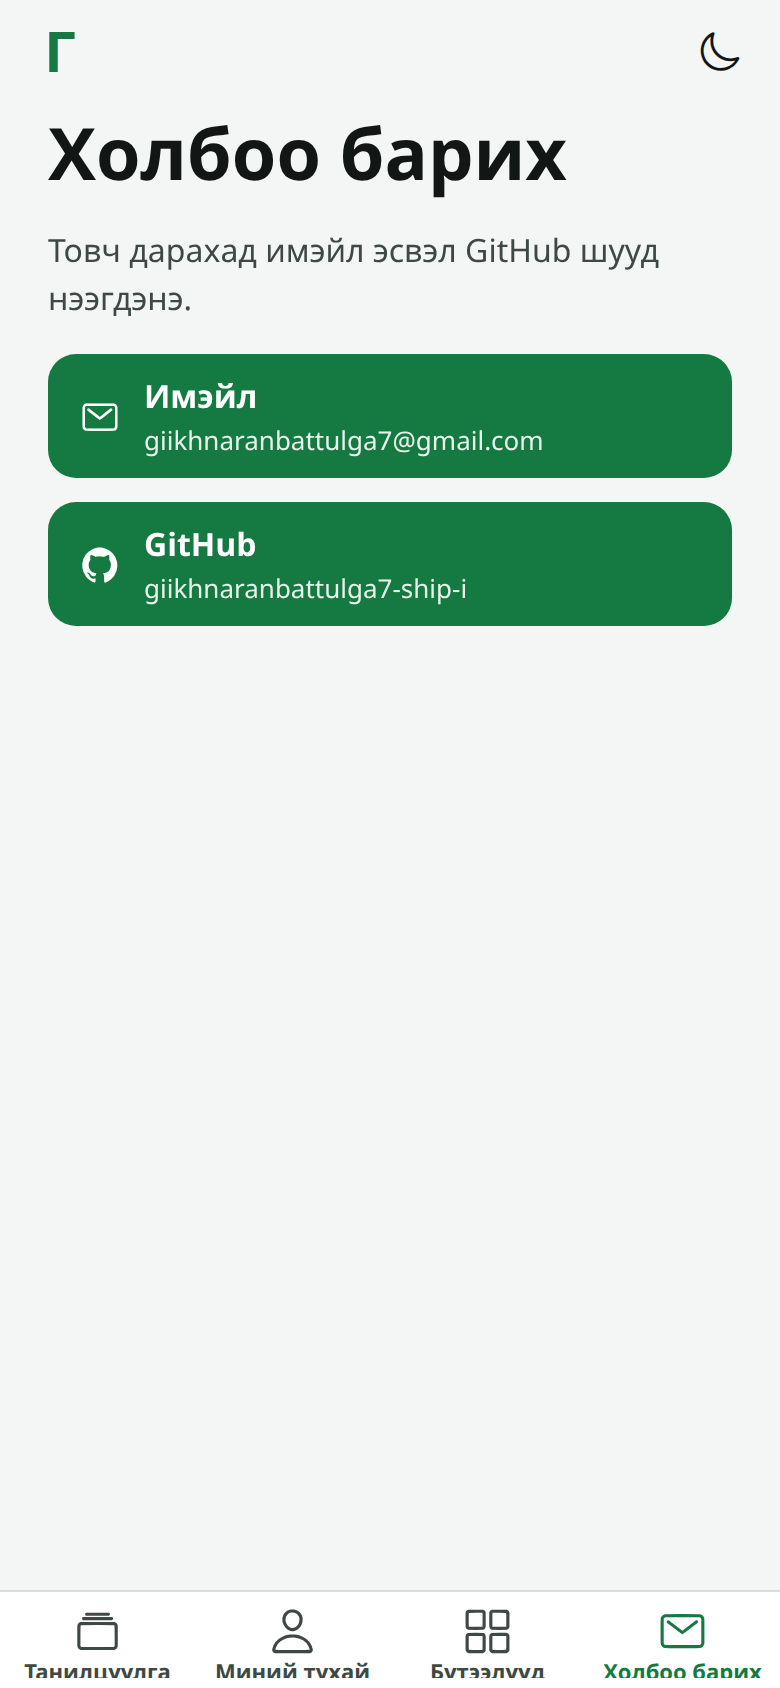 Г
Холбоо барих
Товч дарахад имэйл эсвэл GitHub шууд
нээгдэнэ.
Имэйл
giikhnaranbattulga7@gmail.com
GitHub
giikhnaranbattulga7-ship-i
Танилцуулга
Миний тухай
Бүтээлүүд
Холбоо барих